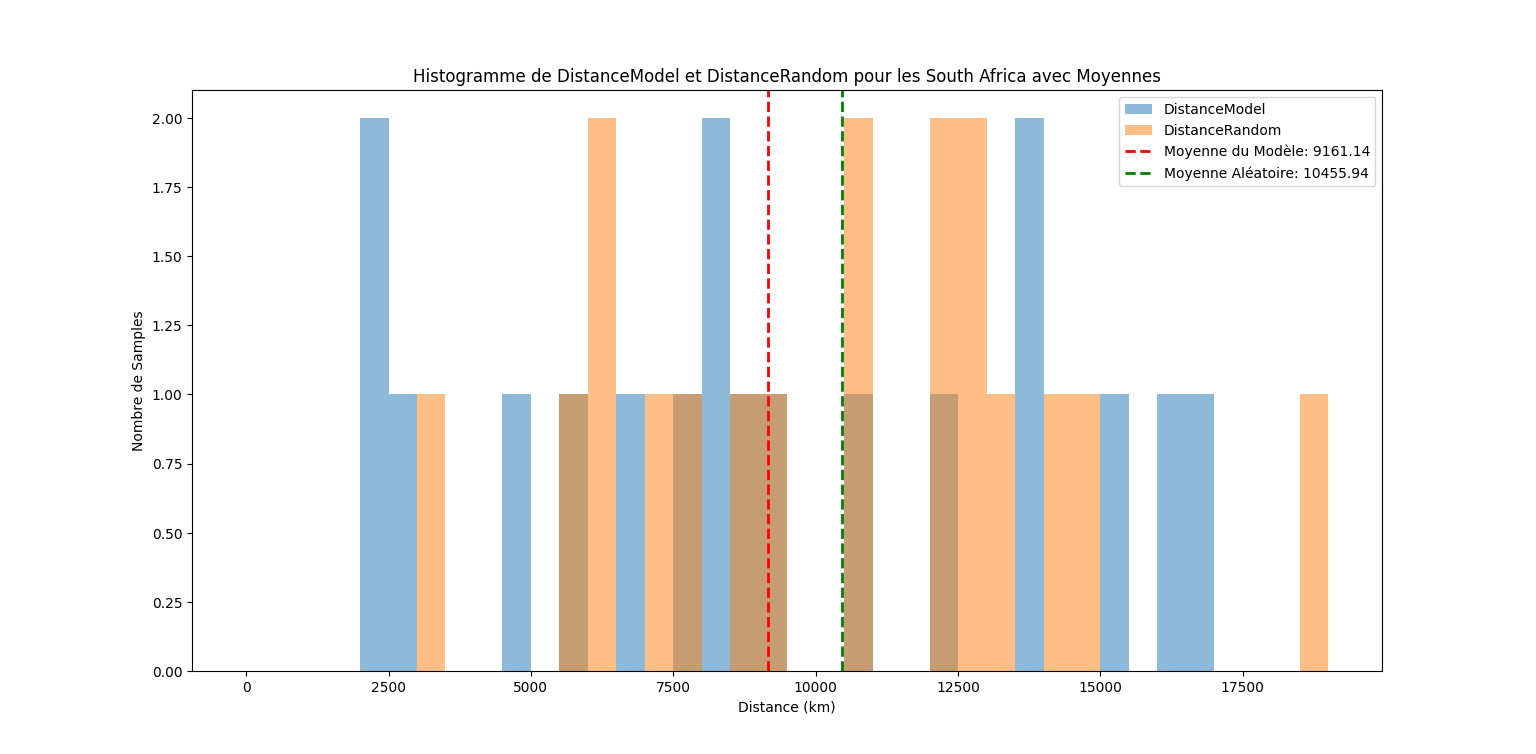 Histogramme de DistanceModel et DistanceRandom pour les South Africa avec Moyennes
DistanceModel
DistanceRandom
Moyenne du Modèle: 9161.14
Moyenne Aléatoire: 10455.94
Nombre de Samples
2.00
1.75
1.50
1.25
1.00
0.75
0.50
0.25
0.00
0 2500 5000 7500 10000 12500 15000 17500
Distance (km)